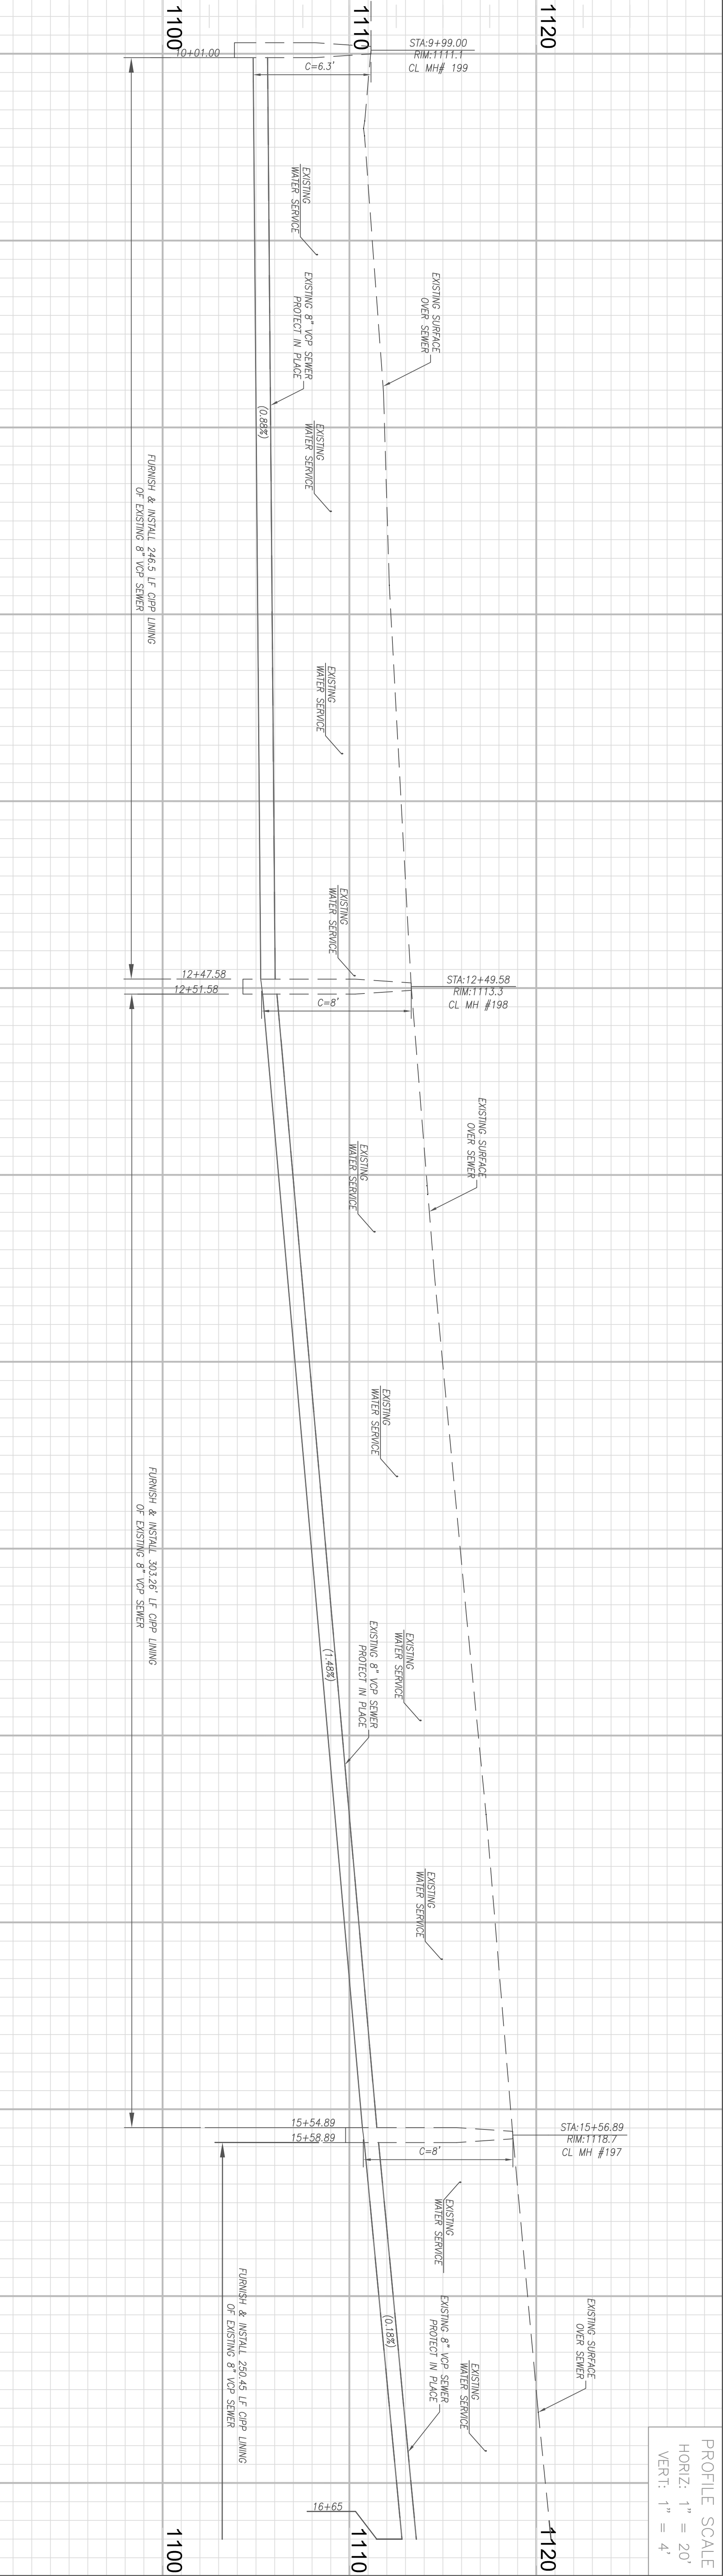 1120
1110
1100
STA:9+99.00
RIM:1111.1
CL MH# 199
10+01.00
C=6.3'
EXISTING
WATER SERVICE
EXISTING SURFACE
OVER SEWER
EXISTING 8" VCP SEWER
PROTECT IN PLACE
(0.88%)
EXISTING
WATER SERVICE
FURNISH & INSTALL 246.5 LF CIPP LINING
OF EXISTING 8" VCP SEWER
EXISTING
WATER SERVICE
EXISTING
WATER SERVICE
12+47.58
12+51.58
STA:12+49.58
RIM:1113.3
CL MH #198
C=8'
EXISTING SURFACE
OVER SEWER
EXISTING
WATER SERVICE
EXISTING
WATER SERVICE
FURNISH & INSTALL 303.26' LF CIPP LINING
OF EXISTING 8" VCP SEWER
EXISTING 8" VCP SEWER
PROTECT IN PLACE
(1.48%)
EXISTING
WATER SERVICE
EXISTING
WATER SERVICE
15+54.89
15+58.89
STA:15+56.89
RIM:1118.7
CL MH #197
C=8'
EXISTING
WATER SERVICE
FURNISH & INSTALL 250.45 LF CIPP LINING
OF EXISTING 8" VCP SEWER
EXISTING 8" VCP SEWER
PROTECT IN PLACE
(0.18%)
EXISTING
WATER SERVICE
EXISTING SURFACE
OVER SEWER
16+65
PROFILE SCALE
HORIZ: 1" = 20'
VERT: 1" = 4'
1120
1110
1100